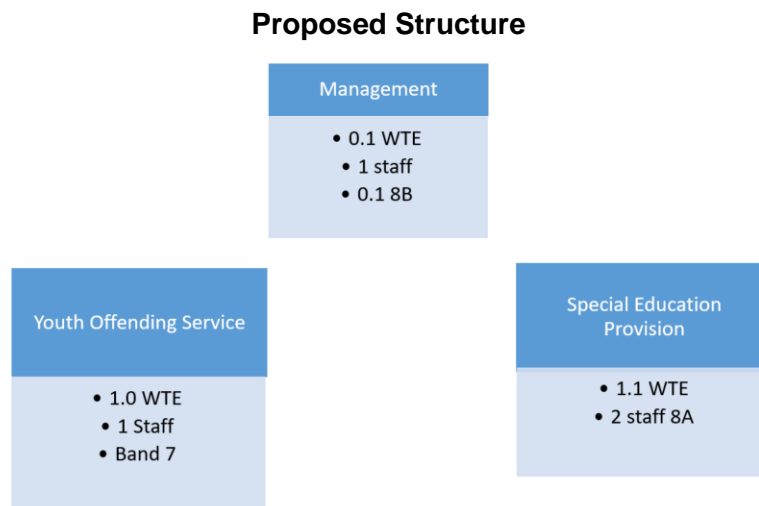 Proposed Structure
Management
• 0.1 WTE
• 1 staff
• 0.1 8B
Youth Offending Service
• 1.0 WTE
• 1 Staff
• Band 7
Special Education
Provision
• 1.1 WTE
• 2 staff 8A